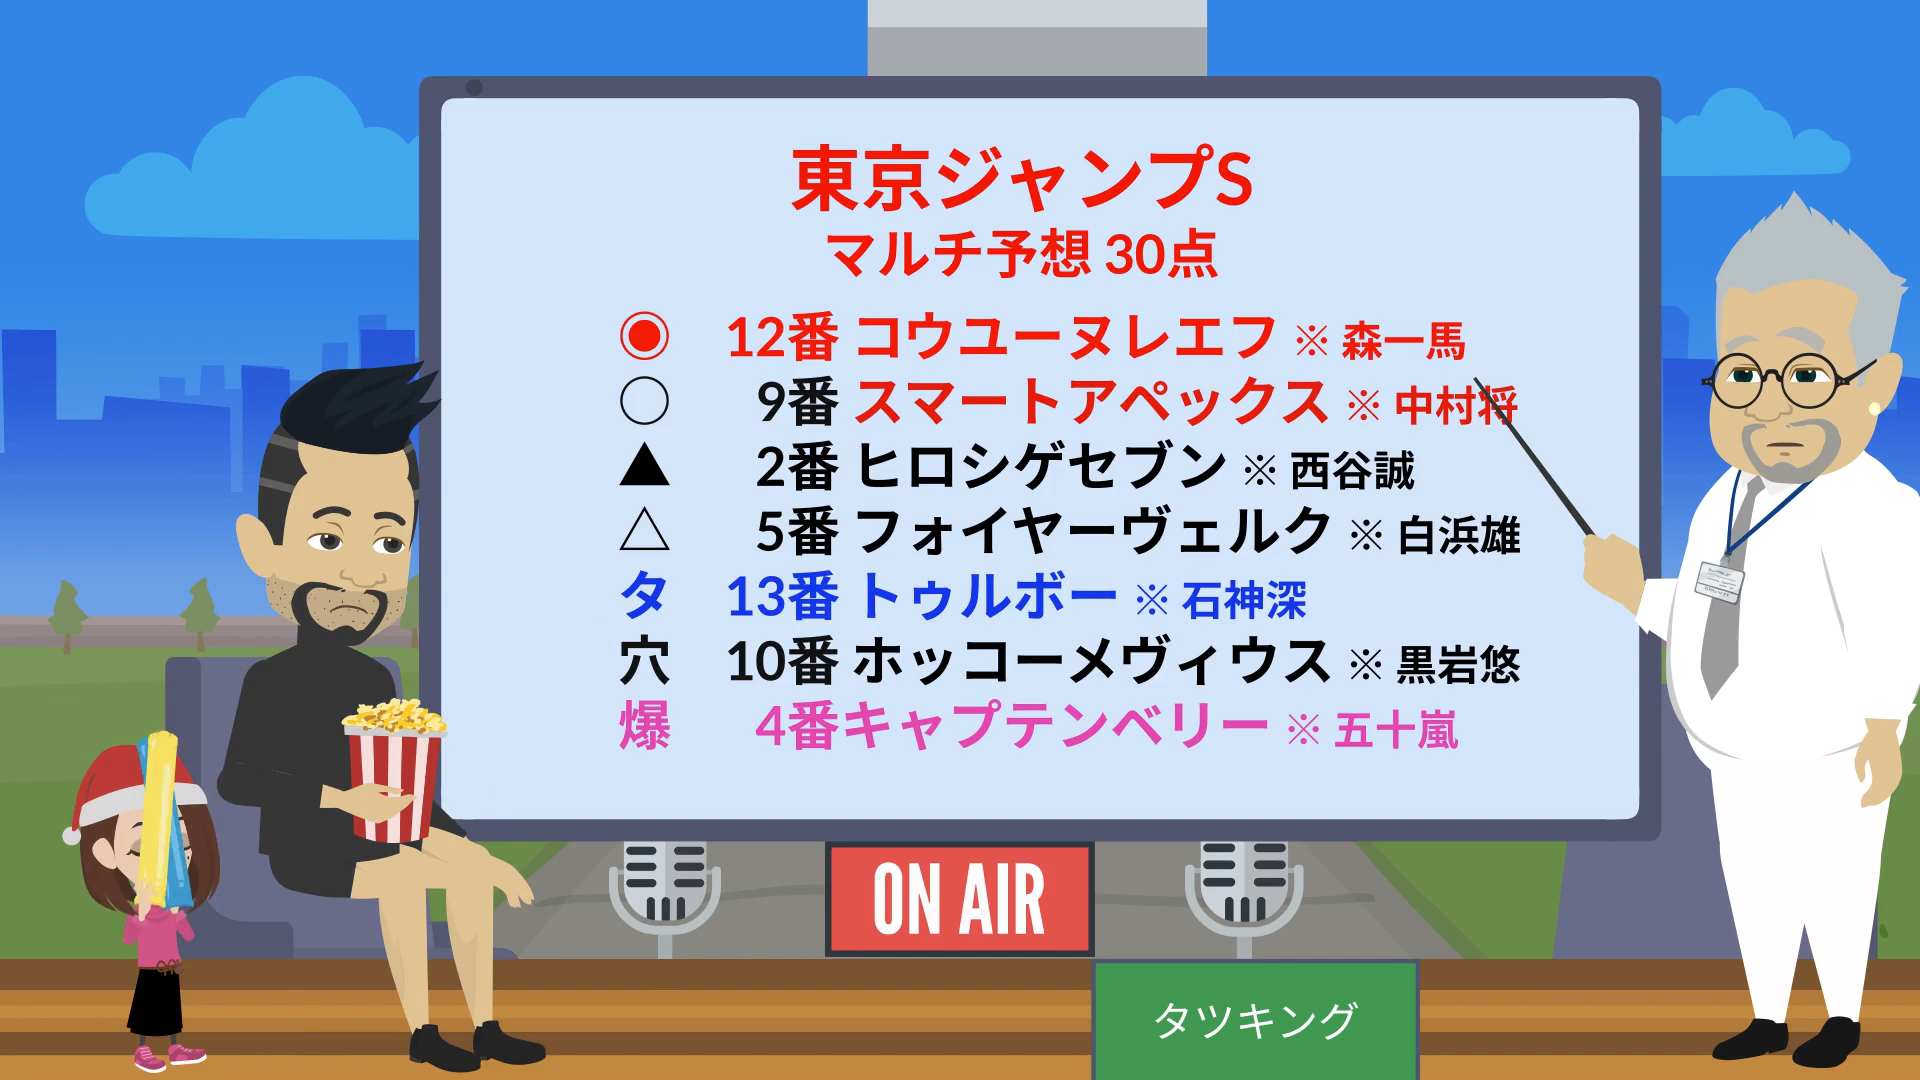 東京ジャンプS
マルチ予想 30点
◉ 12番 コウユーヌレエフ ※ 森一馬
○ 9番 スマートアペックス ※ 中村将
▲ 2番 ヒロシゲセブン ※ 西谷誠
△ 5番 フォイヤーヴェルク ※ 白浜雄
タ 13番 トゥルボー ※ 石神深
穴 10番 ホッコーメヴィウス ※ 黒岩悠
爆 4番キャプテンベリー ※ 五十嵐
ON AIR
タツキング